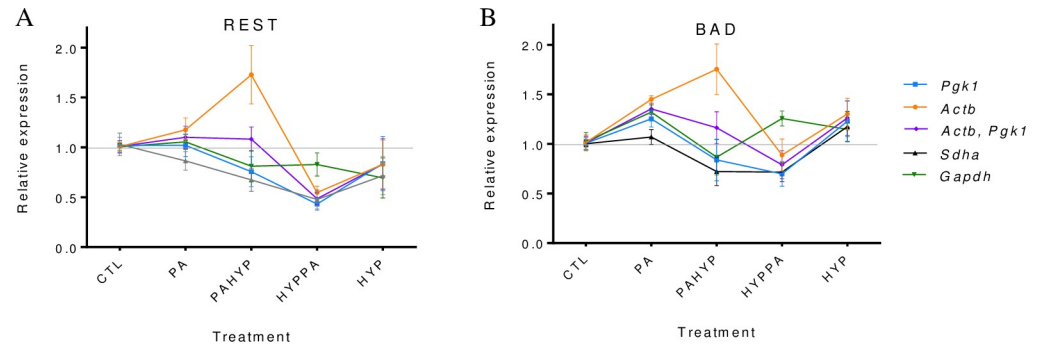 A
REST
Relative expression
2.0
1.5
1.0
0.5
0.0
CTL
PA
PAHYP
HYPPA
HYP
Treatment
B
BAD
Relative expression
2.0
1.5
1.0
0.5
0.0
CTL
PA
PAHYP
HYPPA
HYP
Treatment
Pgk1
Actb
Actb, Pgk1
Sdha
Gapdh